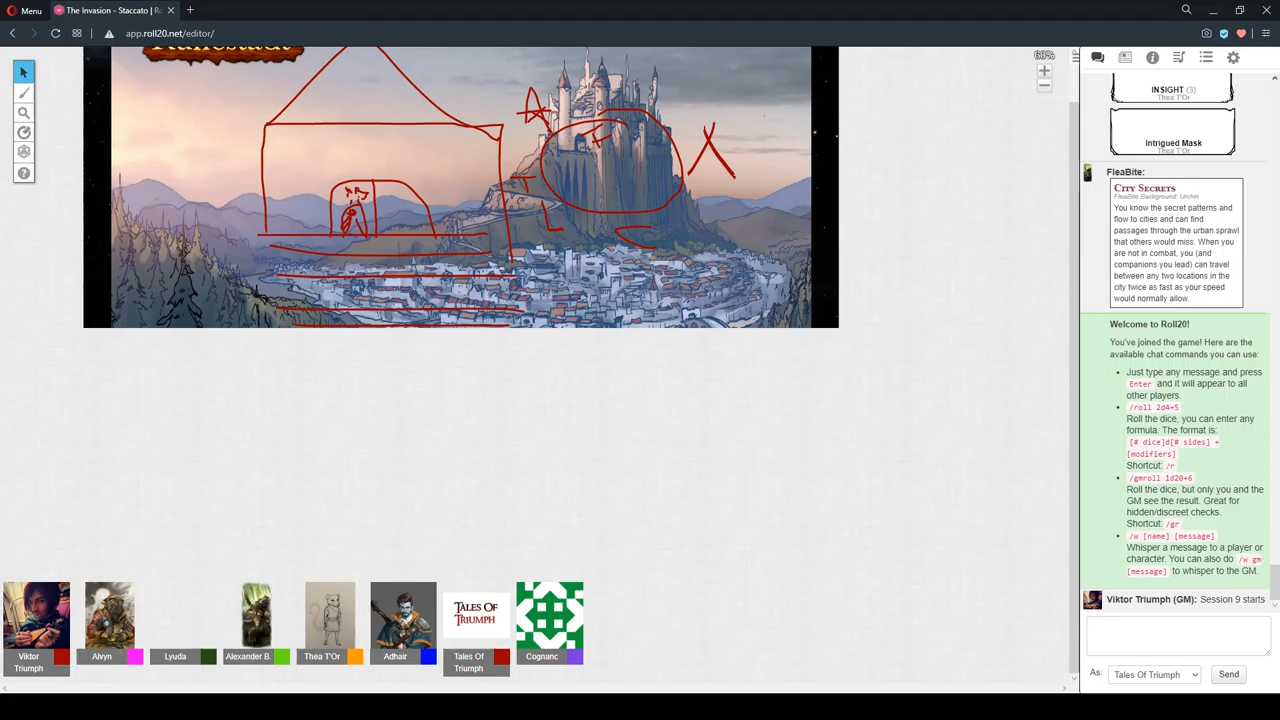 Menu
The Invasion - Staccato | Ro
app.roll20.net/editor/
60%
INSIGHT (3)
Thea T'Or
Intrigued Mask
Thea T'Or
FleaBite:
CITY SECRETS
FleaBite Background: Urchin
You know the secret patterns and
flow to cities and can find
passages through the urban sprawl
that others would miss. When you
are not in combat, you (and
companions you lead) can travel
between any two locations in the
city twice as fast as your speed
would normally allow.
Welcome to Roll20!
You've joined the game! Here are the
available chat commands you can use:
Just type any message and press
Enter and it will appear to all
other players.
/roll 2d4+5
Roll the dice, you can enter any
formula. The format is:
[# dice]d[# sides] +
[modifiers]
Shortcut: /r
/gmroll 1d20+6
Roll the dice, but only you and the
GM see the result. Great for
hidden/discreet checks.
Shortcut: /gr
/w [name] [message]
Whisper a message to a player or
character. You can also do /w gm
[message] to whisper to the GM.
Viktor Triumph (GM): Session 9 starts
As: Tales Of Triumph
Send
TALES OF
TRIUMPH
Viktor
Triumph
Alvyn
Lyuda
Alexander B.
Thea T'Or
Adhair
Tales Of
Triumph
Cognanc